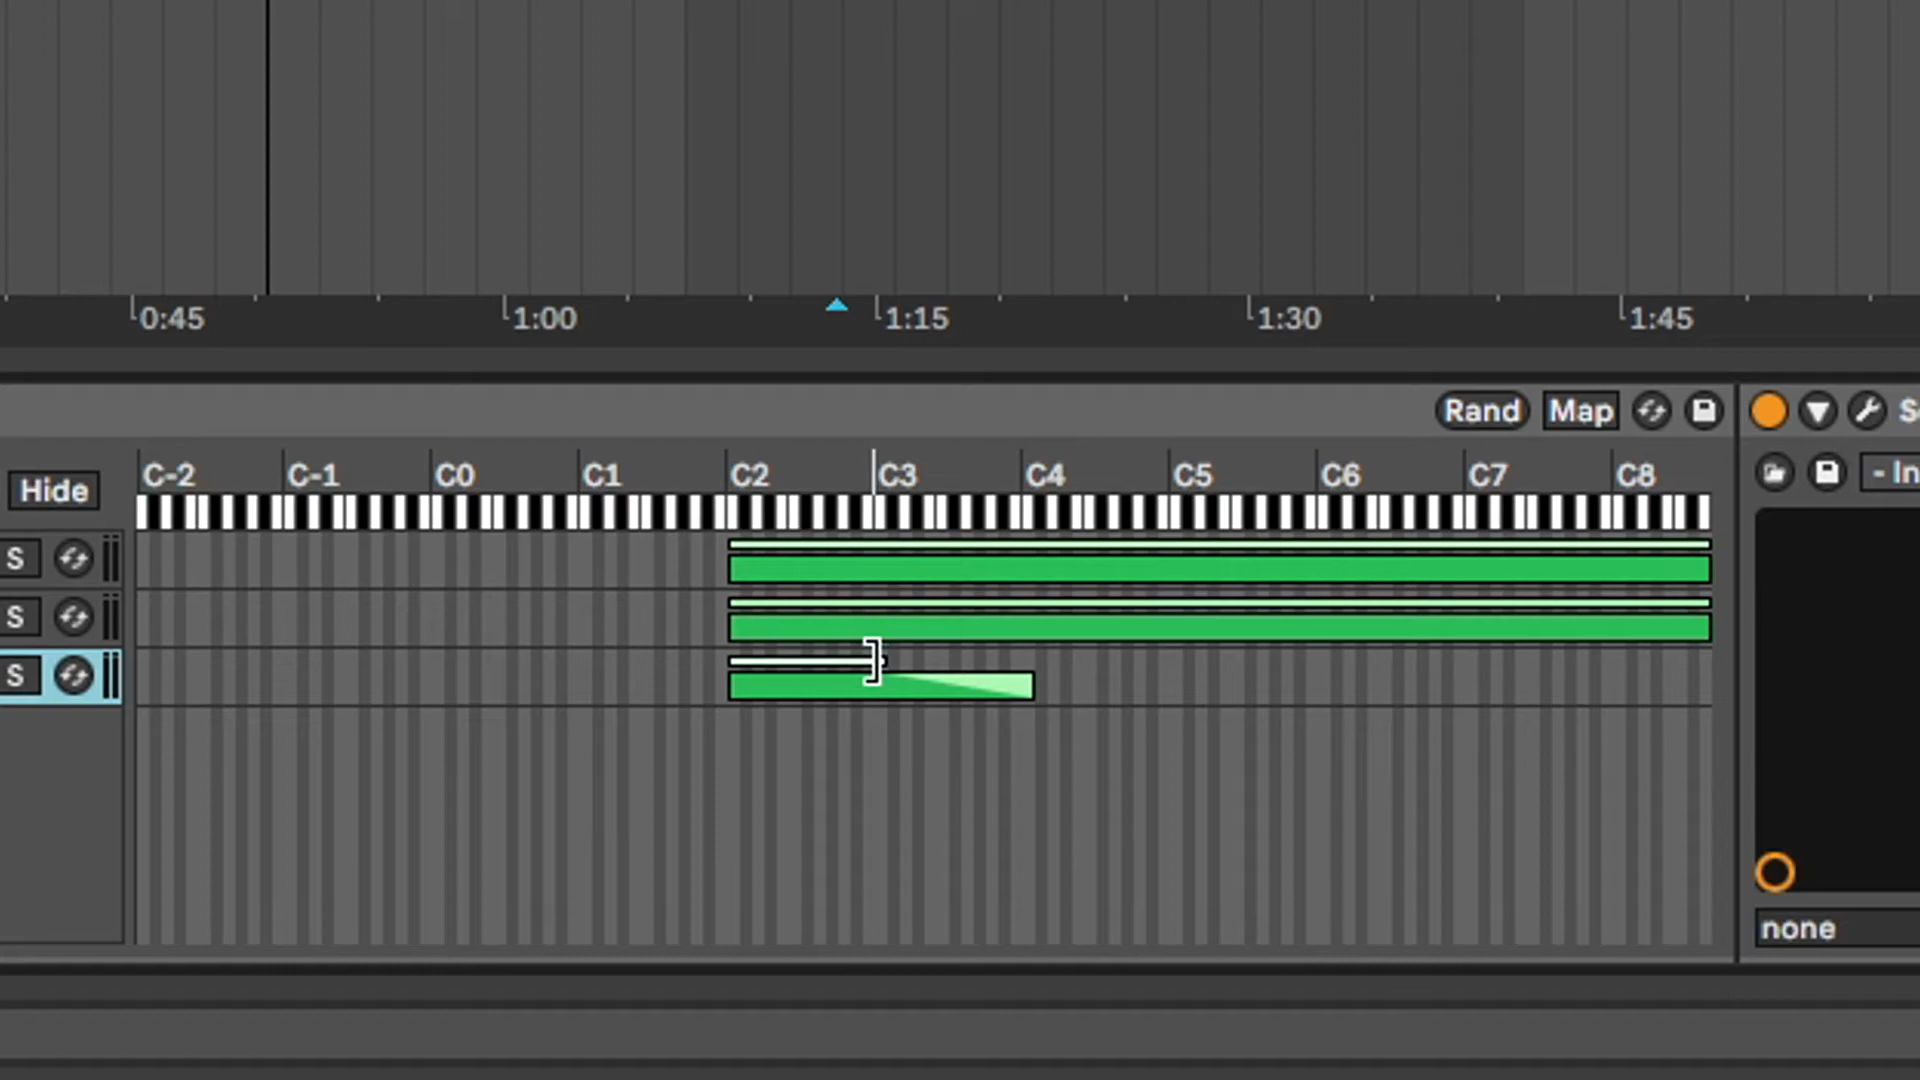 0:45 1:00 1:15 1:30 1:45
Rand Map S
C-2 C-1 C0 C1 C2 C3 C4 C5 C6 C7 C8
Hide - In
S
S
S
none